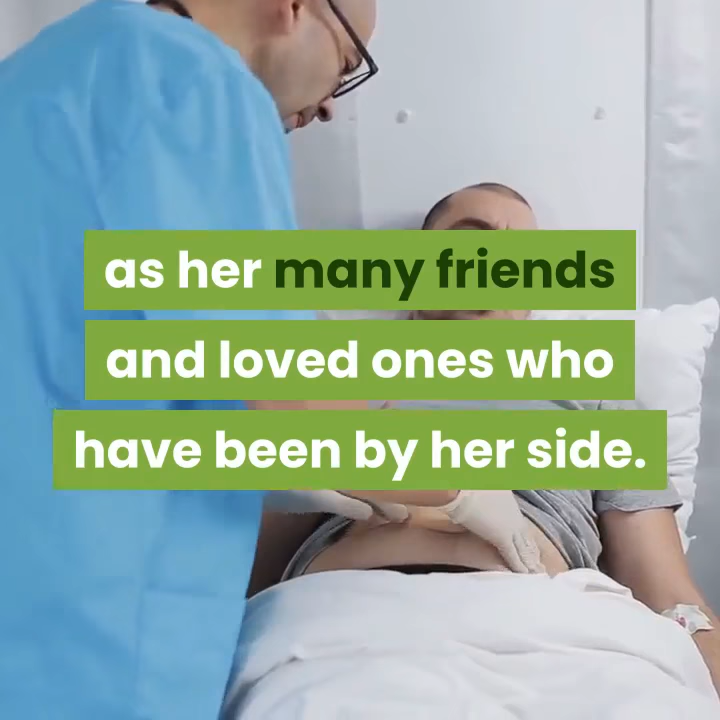 as her many friends
and loved ones who
have been by her side.